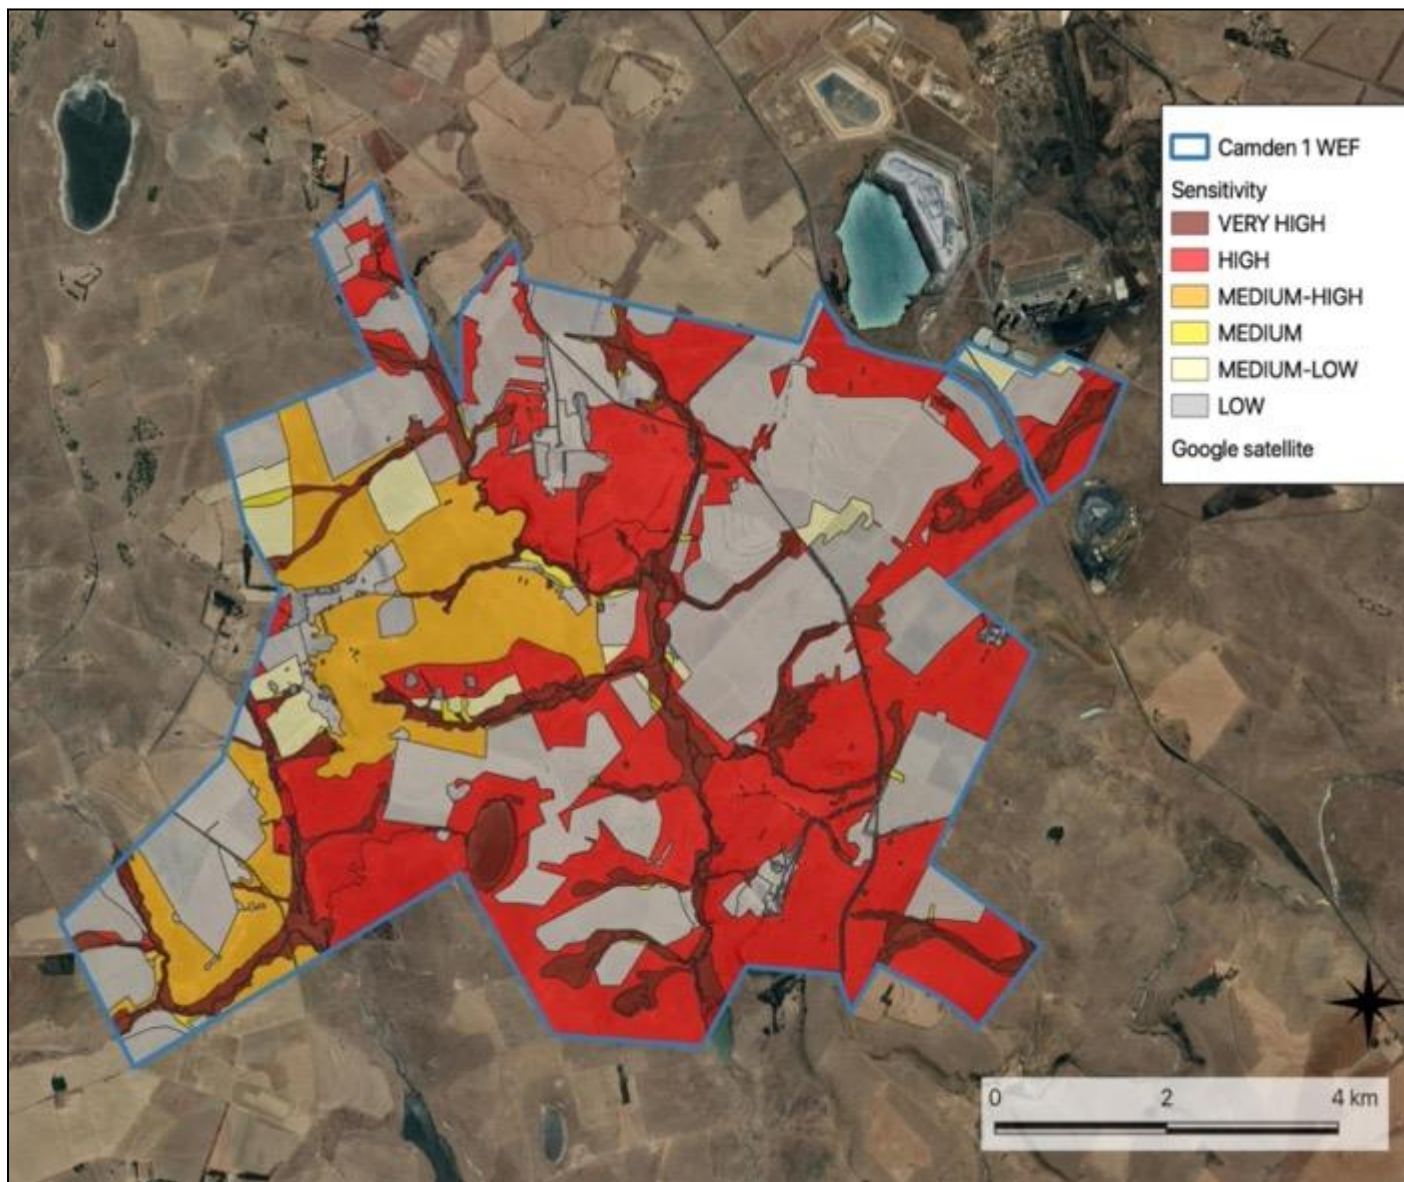 Camden 1 WEF
Sensitivity
VERY HIGH
HIGH
MEDIUM-HIGH
MEDIUM
MEDIUM-LOW
LOW
Google satellite
0 2 4 km